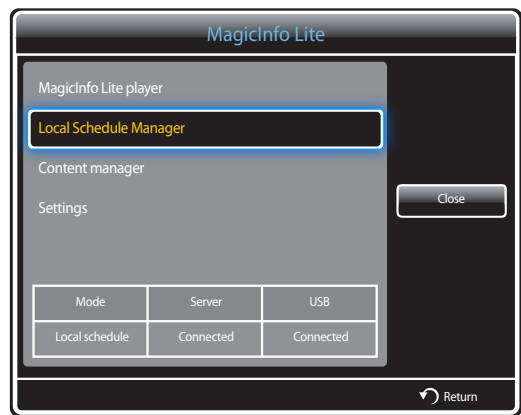 MagicInfo Lite
MagicInfo Lite player
Local Schedule Manager
Content manager
Settings
Close
Mode Server USB
Local schedule Connected Connected
Return